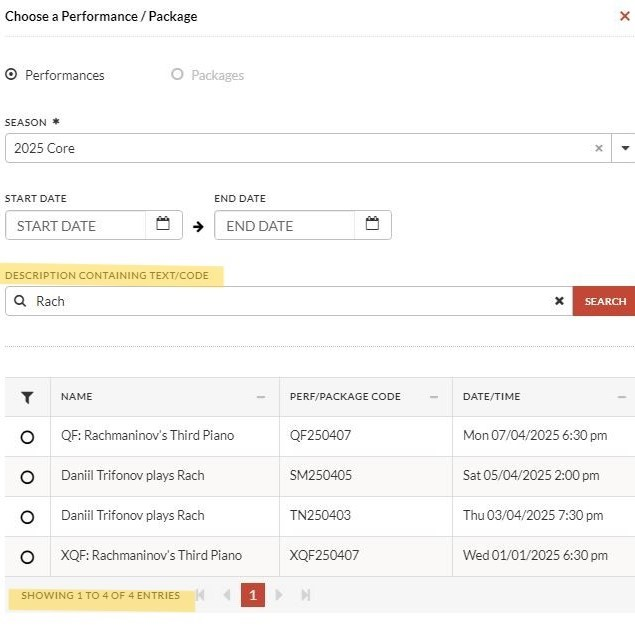 Choose a Performance / Package
Performances Packages
SEASON *
2025 Core
START DATE END DATE
START DATE END DATE
DESCRIPTION CONTAINING TEXT/CODE
Rach SEARCH
NAME PERF/PACKAGE CODE DATE/TIME
QF: Rachmaninov's Third Piano QF250407 Mon 07/04/2025 6:30 pm
Daniil Trifonov plays Rach SM250405 Sat 05/04/2025 2:00 pm
Daniil Trifonov plays Rach TN250403 Thu 03/04/2025 7:30 pm
XQF: Rachmaninov's Third Piano XQF250407 Wed 01/01/2025 6:30 pm
SHOWING 1 TO 4 OF 4 ENTRIES 1